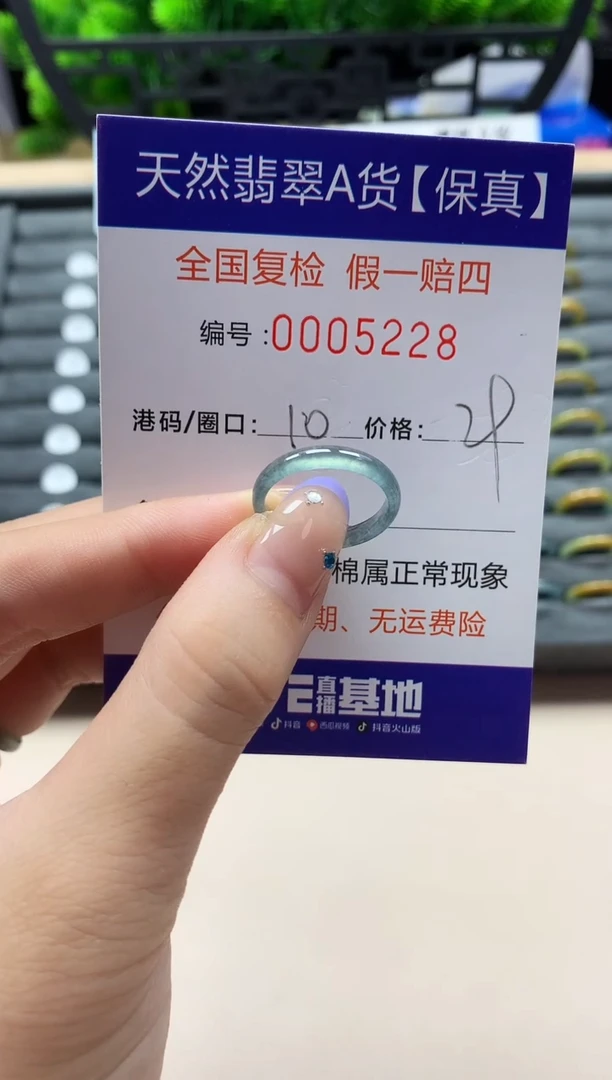 天然翡翠A货【保真】
全国复检 假一赔四
编号:0005228
港码/圈口: 10 价格:
棉属正常现象
期、无运费险
E直播基地
抖音 西瓜视频 抖音火山版